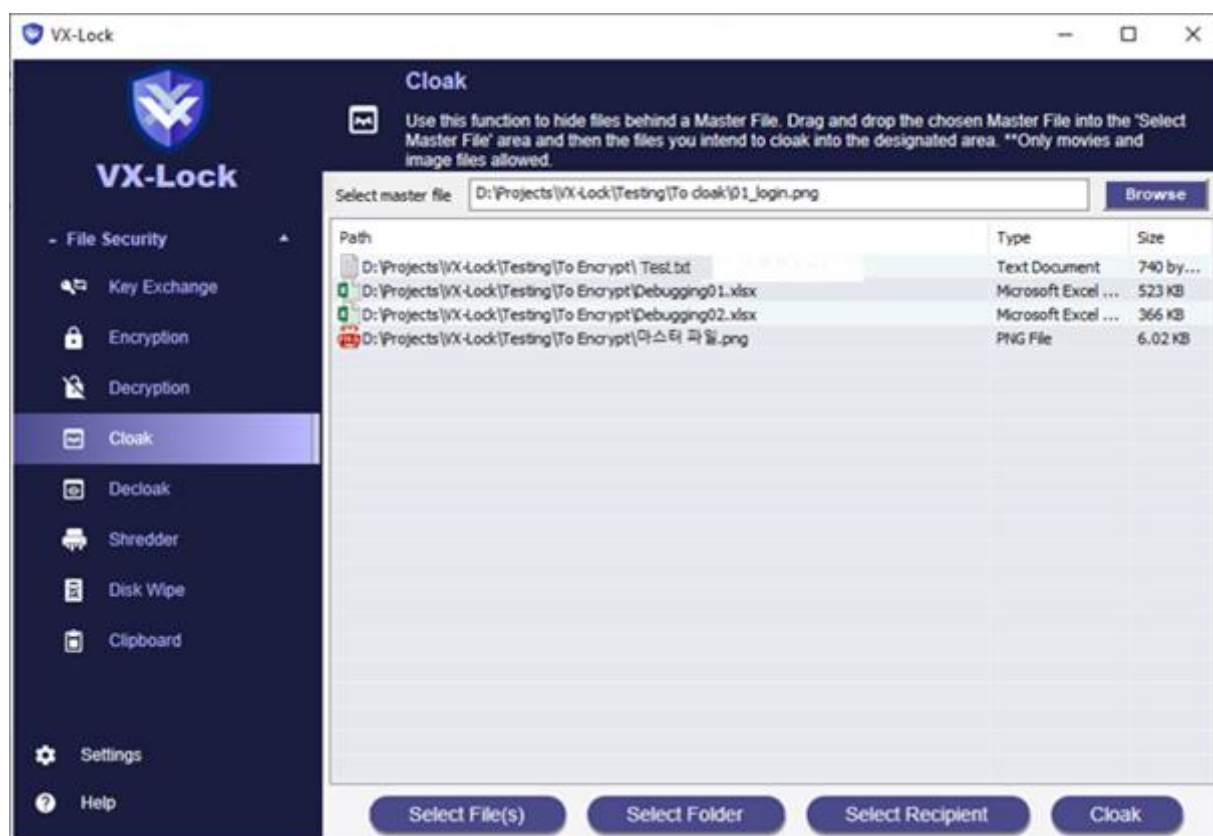 VX-Lock
VX-Lock
- File Security
Key Exchange
Encryption
Decryption
Cloak
Decloak
Shredder
Disk Wipe
Clipboard
Settings
Help
Cloak
Use this function to hide files behind a Master File. Drag and drop the chosen Master File into the 'Select
Master File' area and then the files you intend to cloak into the designated area. **Only movies and
image files allowed.
Select master file D:\Projects\VX-Lock\Testing\To cloak\01_login.png Browse
Path Type Size
D:\Projects\VX-Lock\Testing\To Encrypt\ Test.txt Text Document 740 by...
D:\Projects\VX-Lock\Testing\To Encrypt\Debugging01.xlsx Microsoft Excel ... 523 KB
D:\Projects\VX-Lock\Testing\To Encrypt\Debugging02.xlsx Microsoft Excel ... 366 KB
D:\Projects\VX-Lock\Testing\To Encrypt\마스터 파일.png PNG File 6.02 KB
Select File(s) Select Folder Select Recipient Cloak